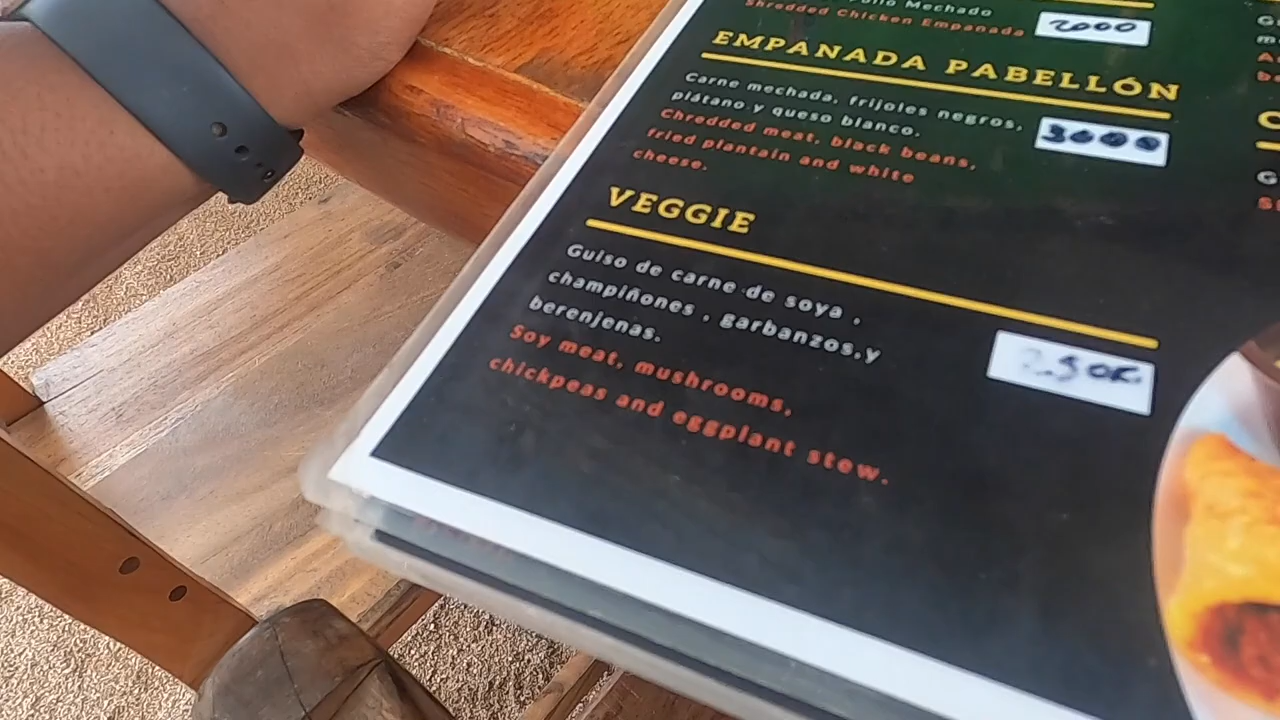 Pollo Mechado
Shredded Chicken Empanada
2000
EMPANADA PABELLÓN
Carne mechada, frijoles negros,
plátano y queso blanco.
3000
Chredded meat, black beans,
fried plantain and white
cheese.
VEGGIE
Guiso de carne de soya ,
champiñones , garbanzos,y
berenjenas.
Soy meat, mushrooms,
chickpeas and eggplant stew.